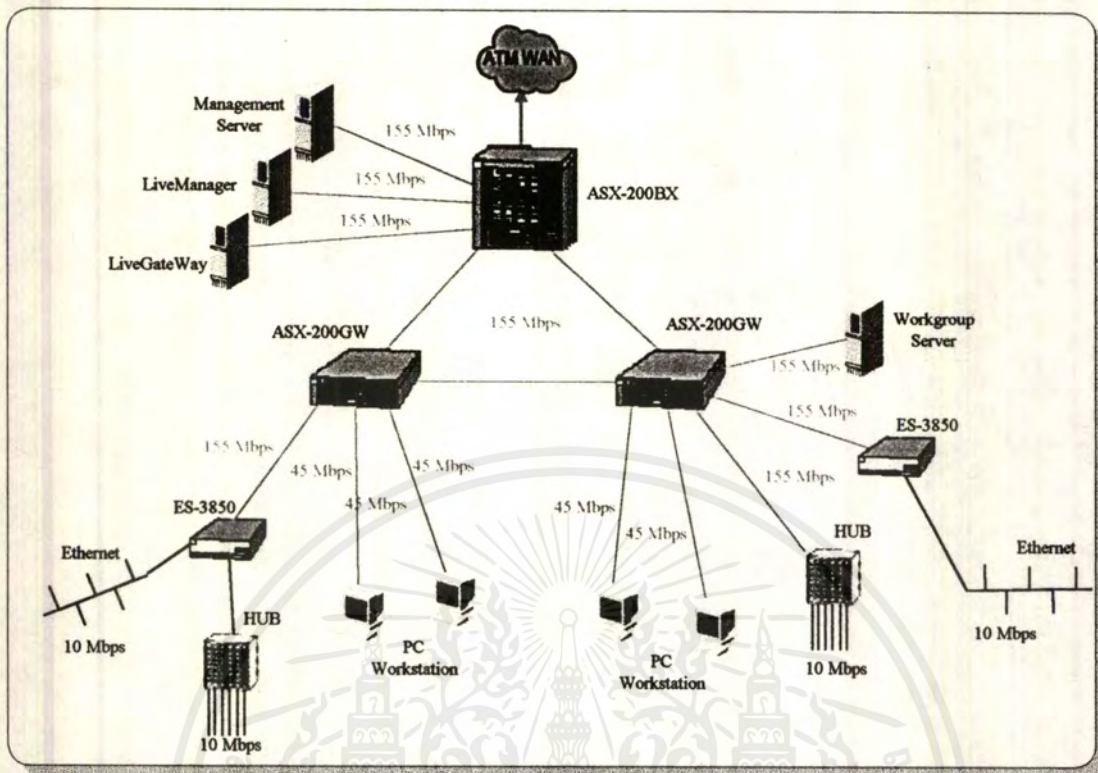 ATM WAN
Management
Server
155 Mbps
LiveManager
155 Mbps
ASX-200BX
155 Mbps
LiveGateWay
ASX-200GW
155 Mbps
ASX-200GW
Workgroup
Server
155 Mbps
155 Mbps
ES-3850
155 Mbps
45 Mbps
45 Mbps
45 Mbps
155 Mbps
45 Mbps
45 Mbps
ES-3850
Ethernet
HUB
Ethernet
10 Mbps
HUB
PC
Workstation
PC
Workstation
10 Mbps
10 Mbps
10 Mbps